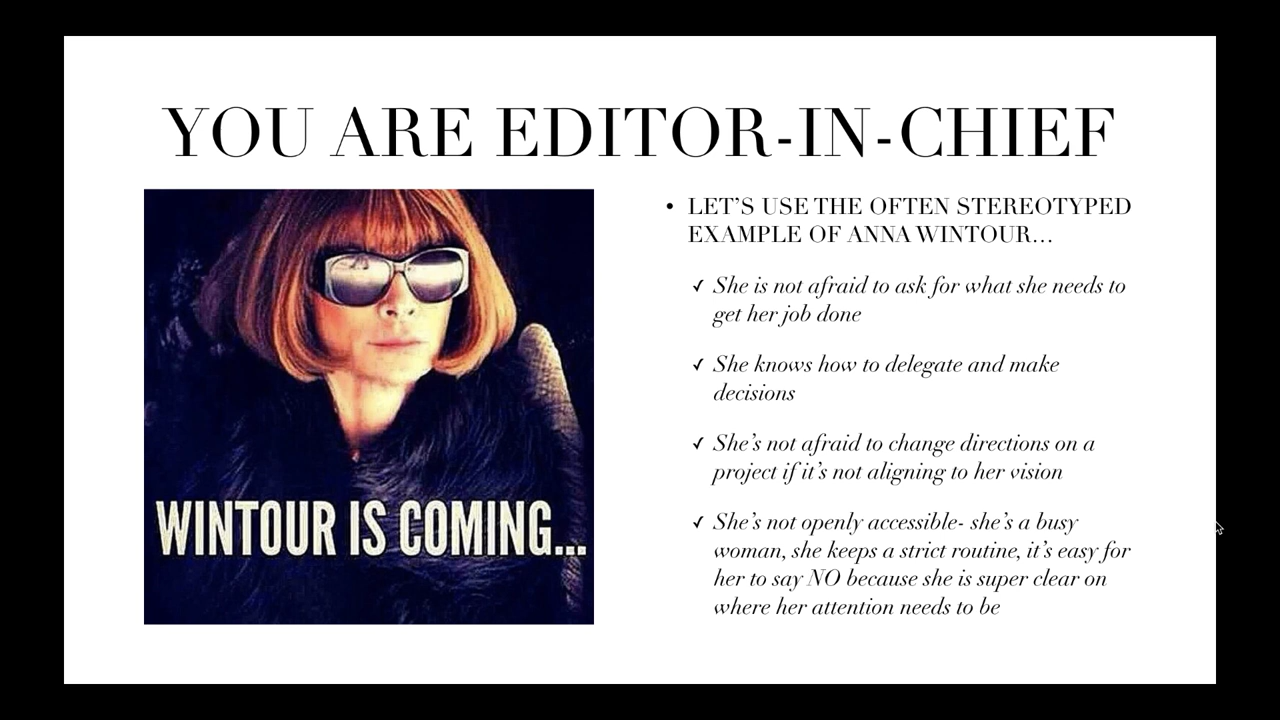 YOU ARE EDITOR-IN-CHIEF
WINTOUR IS COMING...
• LET'S USE THE OFTEN STEREOTYPED
EXAMPLE OF ANNA WINTOUR...
✓ She is not afraid to ask for what she needs to
get her job done
✓ She knows how to delegate and make
decisions
✓ She's not afraid to change directions on a
project if it's not aligning to her vision
✓ She's not openly accessible- she's a busy
woman, she keeps a strict routine, it's easy for
her to say NO because she is super clear on
where her attention needs to be